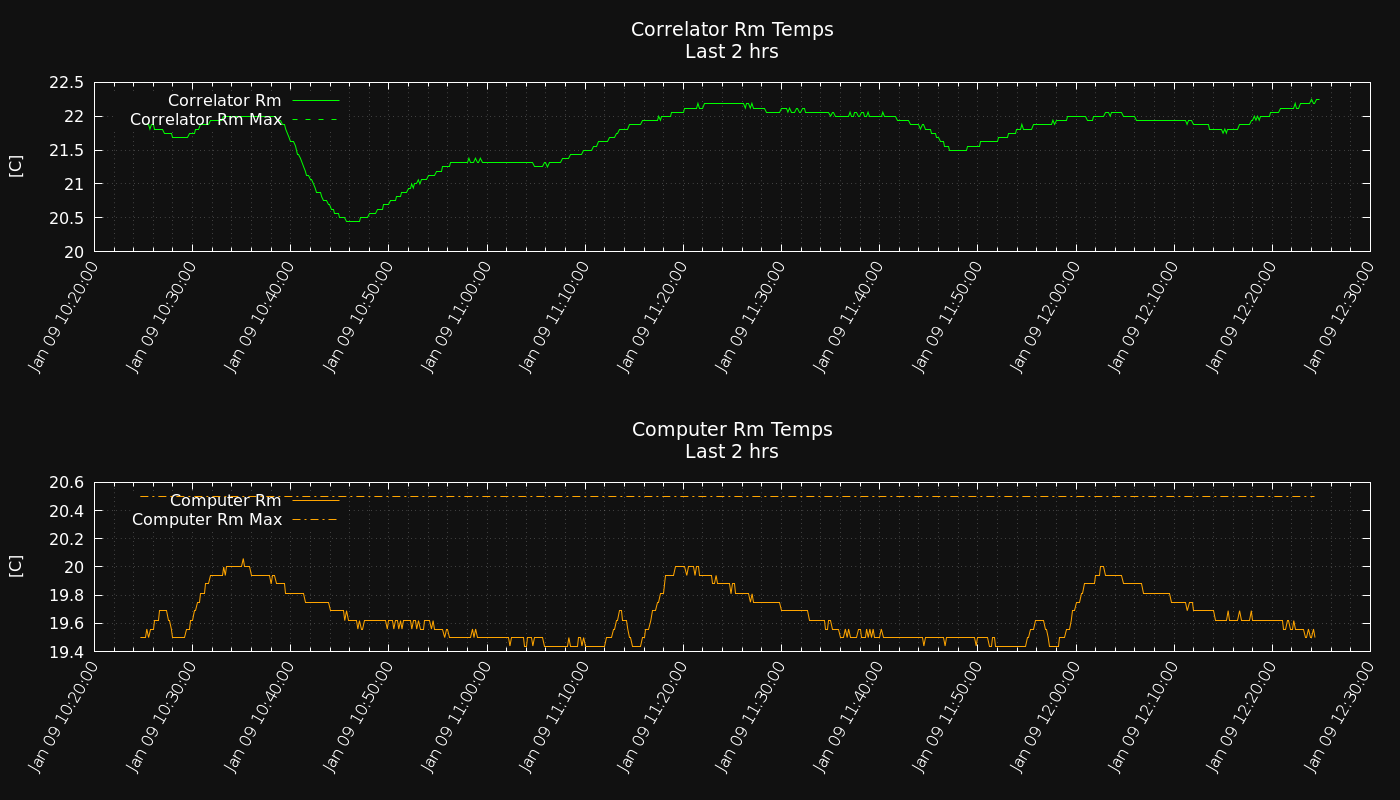 Correlator Rm Temps
Last 2 hrs
22.5
22
21.5
21
20.5
20
[C]
Correlator Rm
Correlator Rm Max
Jan 09 10:20:00
Jan 09 10:30:00
Jan 09 10:40:00
Jan 09 10:50:00
Jan 09 11:00:00
Jan 09 11:10:00
Jan 09 11:20:00
Jan 09 11:30:00
Jan 09 11:40:00
Jan 09 11:50:00
Jan 09 12:00:00
Jan 09 12:10:00
Jan 09 12:20:00
Jan 09 12:30:00
Computer Rm Temps
Last 2 hrs
20.6
20.4
20.2
20
19.8
19.6
19.4
[C]
Computer Rm
Computer Rm Max
Jan 09 10:20:00
Jan 09 10:30:00
Jan 09 10:40:00
Jan 09 10:50:00
Jan 09 11:00:00
Jan 09 11:10:00
Jan 09 11:20:00
Jan 09 11:30:00
Jan 09 11:40:00
Jan 09 11:50:00
Jan 09 12:00:00
Jan 09 12:10:00
Jan 09 12:20:00
Jan 09 12:30:00